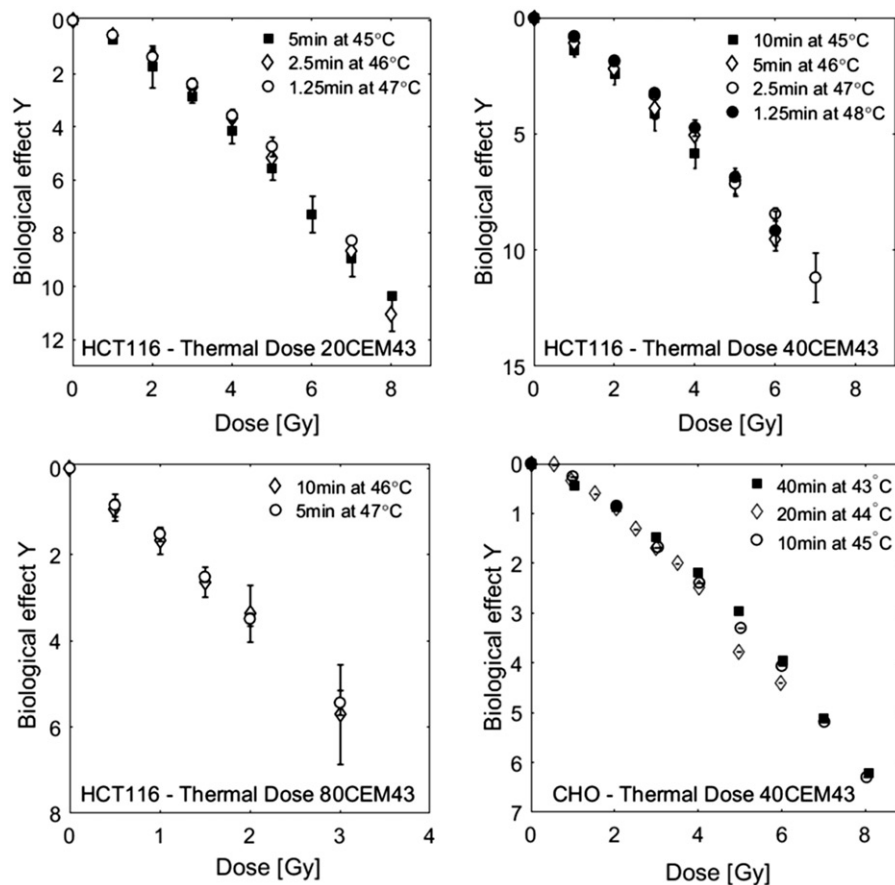 0
2
4
6
8
10
12
Biological effect Y
5min at 45°C
2.5min at 46°C
1.25min at 47°C
HCT116 - Thermal Dose 20CEM43
0 2 4 6 8
Dose [Gy]
0
5
10
15
Biological effect Y
10min at 45°C
5min at 46°C
2.5min at 47°C
1.25min at 48°C
HCT116 - Thermal Dose 40CEM43
0 2 4 6 8
Dose [Gy]
0
2
4
6
8
Biological effect Y
10min at 46°C
5min at 47°C
HCT116 - Thermal Dose 80CEM43
0 1 2 3 4
Dose [Gy]
0
1
2
3
4
5
6
7
Biological effect Y
40min at 43°C
20min at 44°C
10min at 45°C
CHO - Thermal Dose 40CEM43
0 2 4 6 8
Dose [Gy]